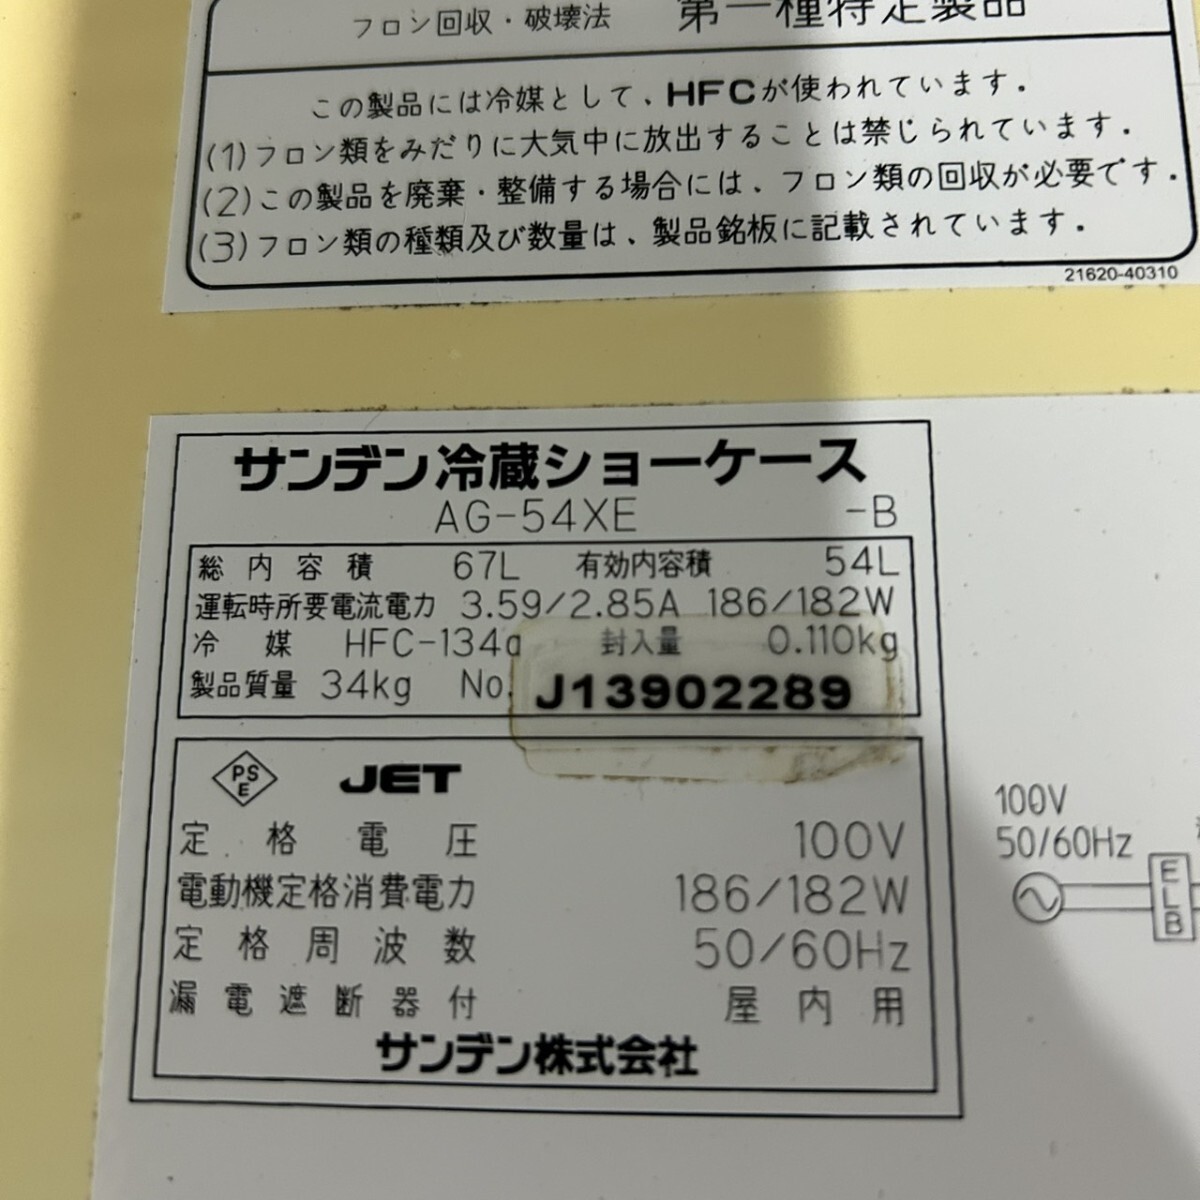 フロン回収・破壊法 第一種特定製品
この製品には冷媒として、HFCが使われています.
(1)フロン類をみだりに大気中に放出することは禁じられています.
(2)この製品を廃棄・整備する場合には、フロン類の回収が必要です.
(3)フロン類の種類及び数量は、製品銘板に記載されています.
21620-40310
サンデン冷蔵ショーケース
AG-54XE -B
総内容積 67L 有効内容積 54L
運転時所要電流電力 3.59/2.85A 186/182W
冷媒 HFC-134a 封入量 0.110kg
製品質量 34kg No. J13902289
PSE JET
定格電圧 100V
電動機定格消費電力 186/182W
定格周波数 50/60Hz
漏電遮断器付 屋内用
サンデン株式会社
100V
50/60Hz
ELB